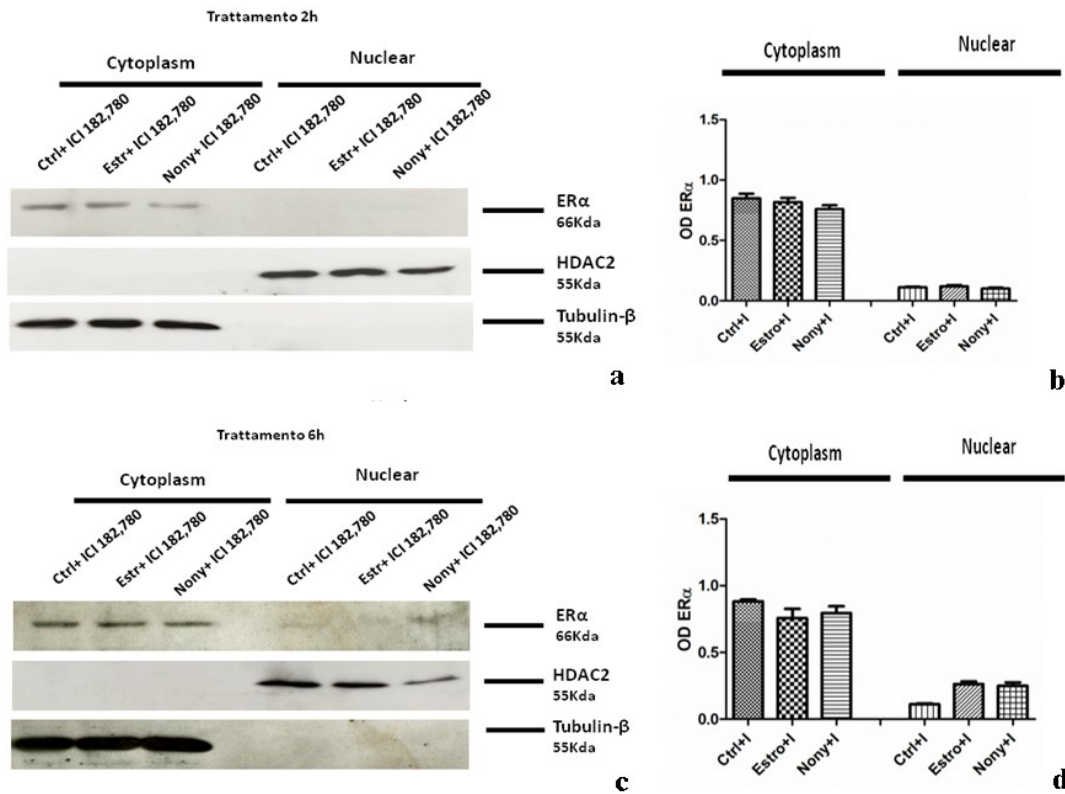 Trattamento 2h
Cytoplasm
Nuclear
Ctrl+ ICI 182,780
Estr+ ICI 182,780
Nony+ ICI 182,780
Ctrl+ ICI 182,780
Estr+ ICI 182,780
Nony+ ICI 182,780
ERα
66Kda
HDAC2
55Kda
Tubulin-β
55Kda
a
Cytoplasm
Nuclear
OD ERα
1.5
1.0
0.5
0.0
Ctrl+I
Estro+I
Nony+I
Ctrl+I
Estro+I
Nony+I
b
Trattamento 6h
Cytoplasm
Nuclear
Ctrl+ ICI 182,780
Estr+ ICI 182,780
Nony+ ICI 182,780
Ctrl+ ICI 182,780
Estr+ ICI 182,780
Nony+ ICI 182,780
ERα
66Kda
HDAC2
55Kda
Tubulin-β
55Kda
c
Cytoplasm
Nuclear
OD ERα
1.5
1.0
0.5
0.0
Ctrl+I
Estro+I
Nony+I
Ctrl+I
Estro+I
Nony+I
d